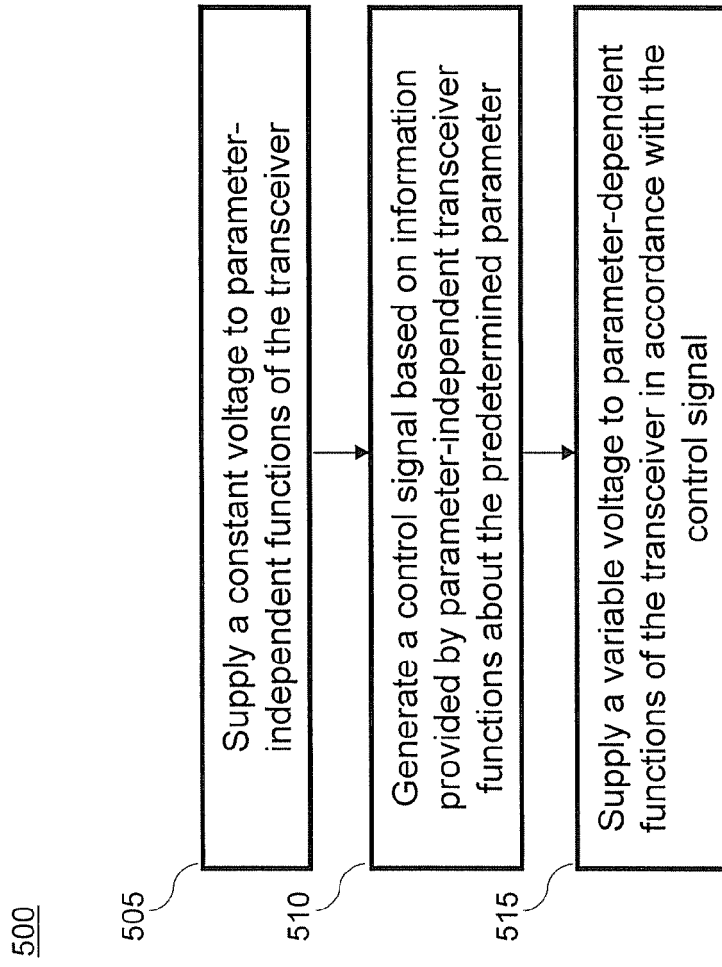 500
505
Supply a constant voltage to parameter-
independent functions of the transceiver
510
Generate a control signal based on information
provided by parameter-independent transceiver
functions about the predetermined parameter
515
Supply a variable voltage to parameter-dependent
functions of the transceiver in accordance with the
control signal